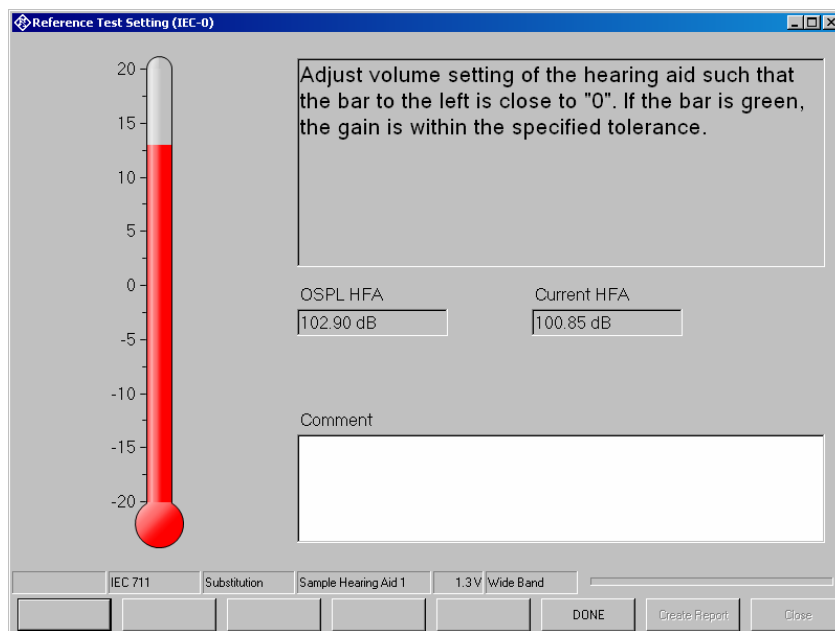 Reference Test Setting (IEC-0)
20
15
10
5
0
-5
-10
-15
-20
Adjust volume setting of the hearing aid such that
the bar to the left is close to "0". If the bar is green,
the gain is within the specified tolerance.
OSPL HFA
Current HFA
102.90 dB
100.85 dB
Comment
IEC 711
Substitution
Sample Hearing Aid 1
1.3 V
Wide Band
DONE
Create Report
Close